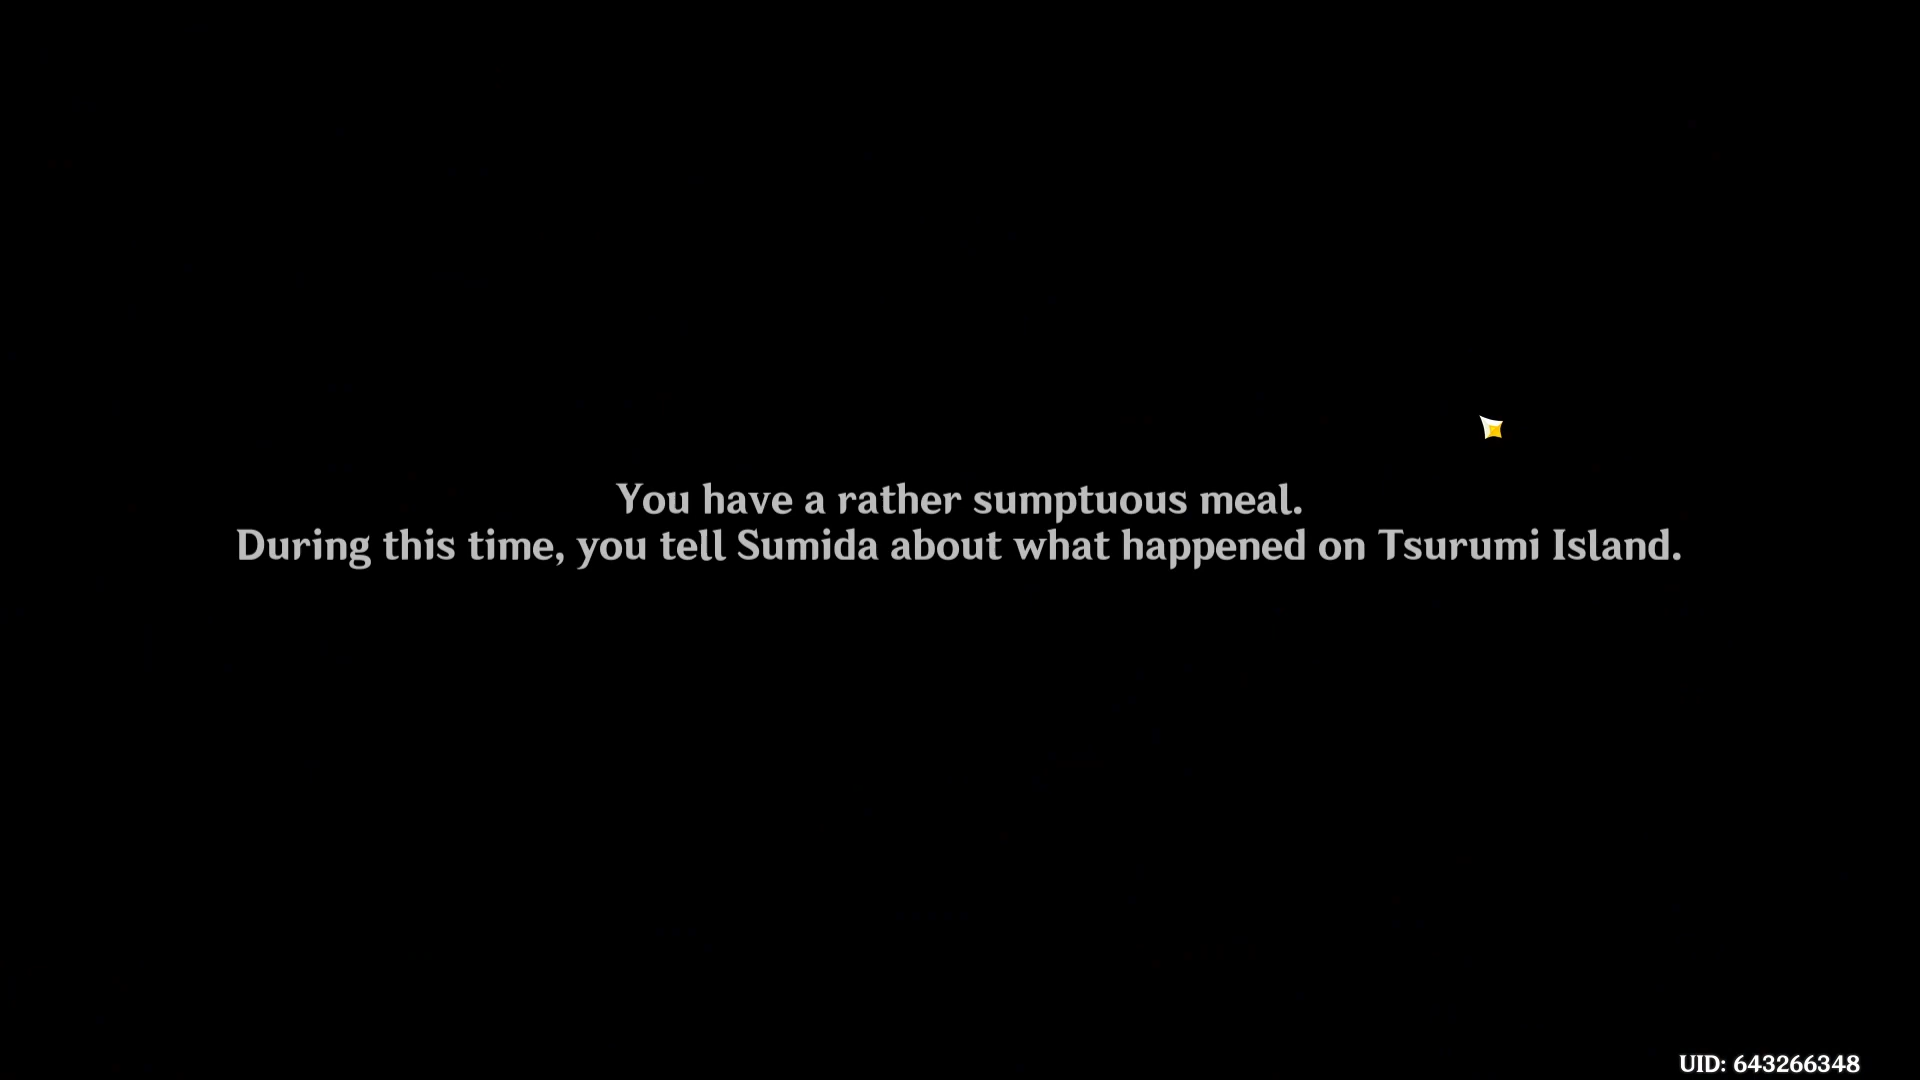 You have a rather sumptuous meal.
During this time, you tell Sumida about what happened on Tsurumi Island.
UID: 643266348